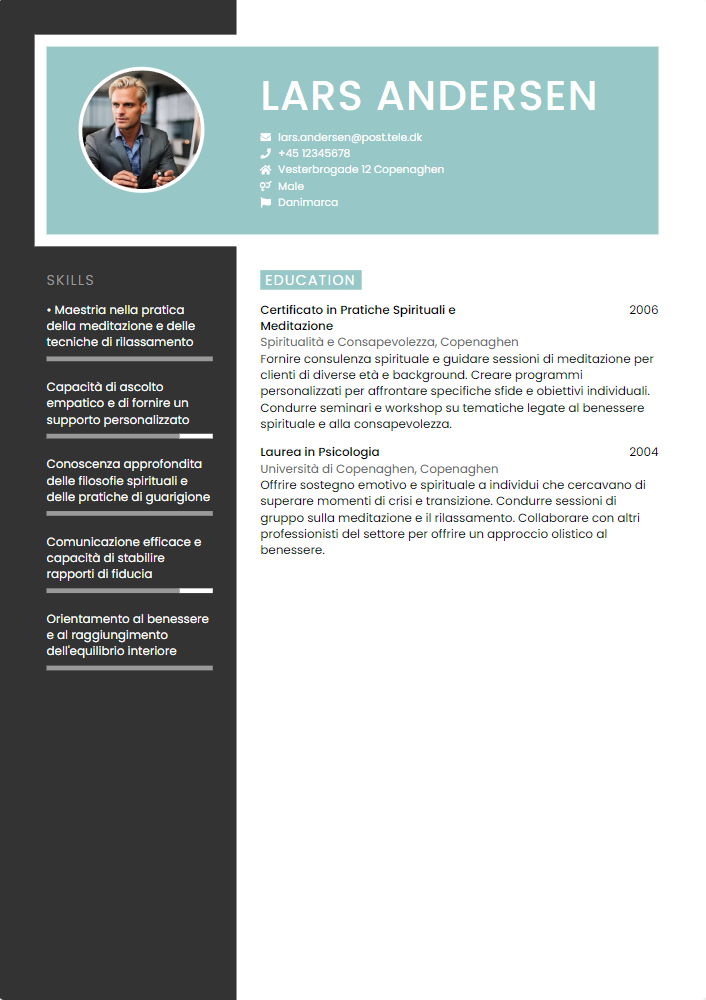 LARS ANDERSEN
lars.andersen@post.tele.dk
+45 12345678
Vesterbrogade 12 Copenaghen
Male
Danimarca
SKILLS
• Maestria nella pratica
della meditazione e delle
tecniche di rilassamento
Capacità di ascolto
empatico e di fornire un
supporto personalizzato
Conoscenza approfondita
delle filosofie spirituali e
delle pratiche di guarigione
Comunicazione efficace e
capacità di stabilire
rapporti di fiducia
Orientamento al benessere
e al raggiungimento
dell'equilibrio interiore
EDUCATION
Certificato in Pratiche Spirituali e 2006
Meditazione
Spiritualità e Consapevolezza, Copenaghen
Fornire consulenza spirituale e guidare sessioni di meditazione per
clienti di diverse età e background. Creare programmi
personalizzati per affrontare specifiche sfide e obiettivi individuali.
Condurre seminari e workshop su tematiche legate al benessere
spirituale e alla consapevolezza.
Laurea in Psicologia 2004
Università di Copenaghen, Copenaghen
Offrire sostegno emotivo e spirituale a individui che cercavano di
superare momenti di crisi e transizione. Condurre sessioni di
gruppo sulla meditazione e il rilassamento. Collaborare con altri
professionisti del settore per offrire un approccio olistico al
benessere.